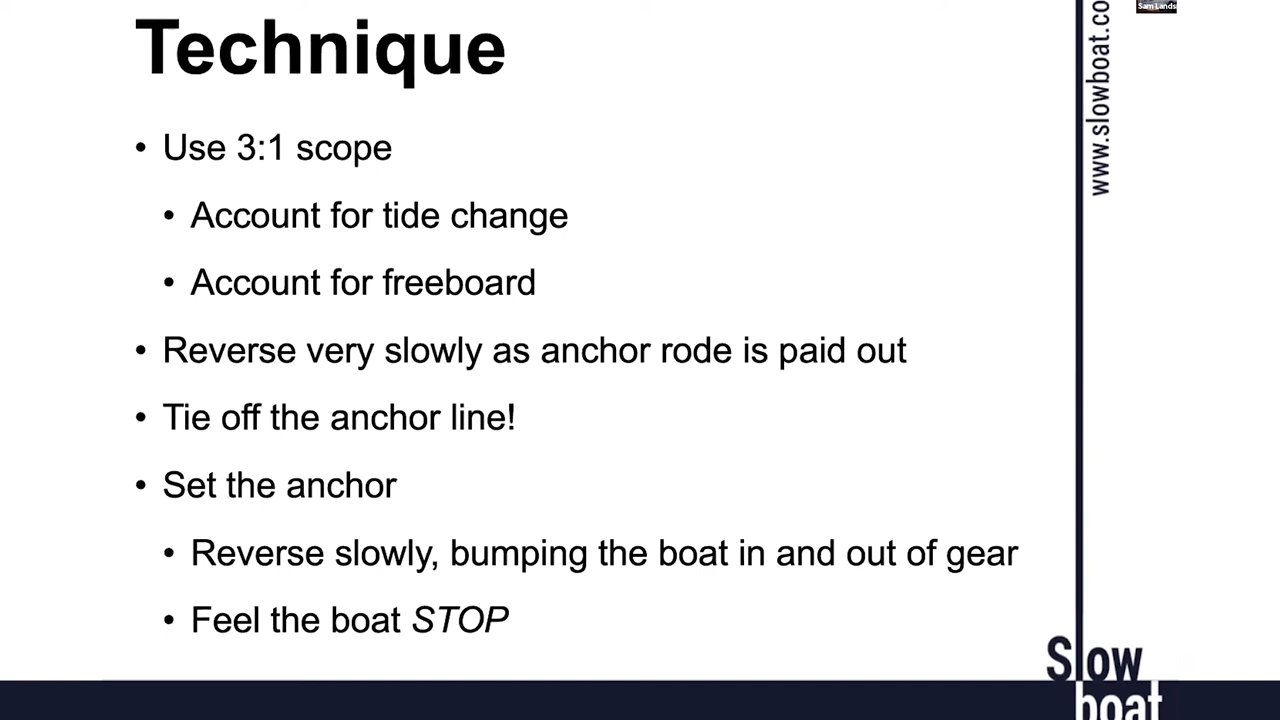 Technique
• Use 3:1 scope
• Account for tide change
• Account for freeboard
• Reverse very slowly as anchor rode is paid out
• Tie off the anchor line!
• Set the anchor
• Reverse slowly, bumping the boat in and out of gear
• Feel the boat STOP
www.slowboat.co
Sam Lands
Slow
boat